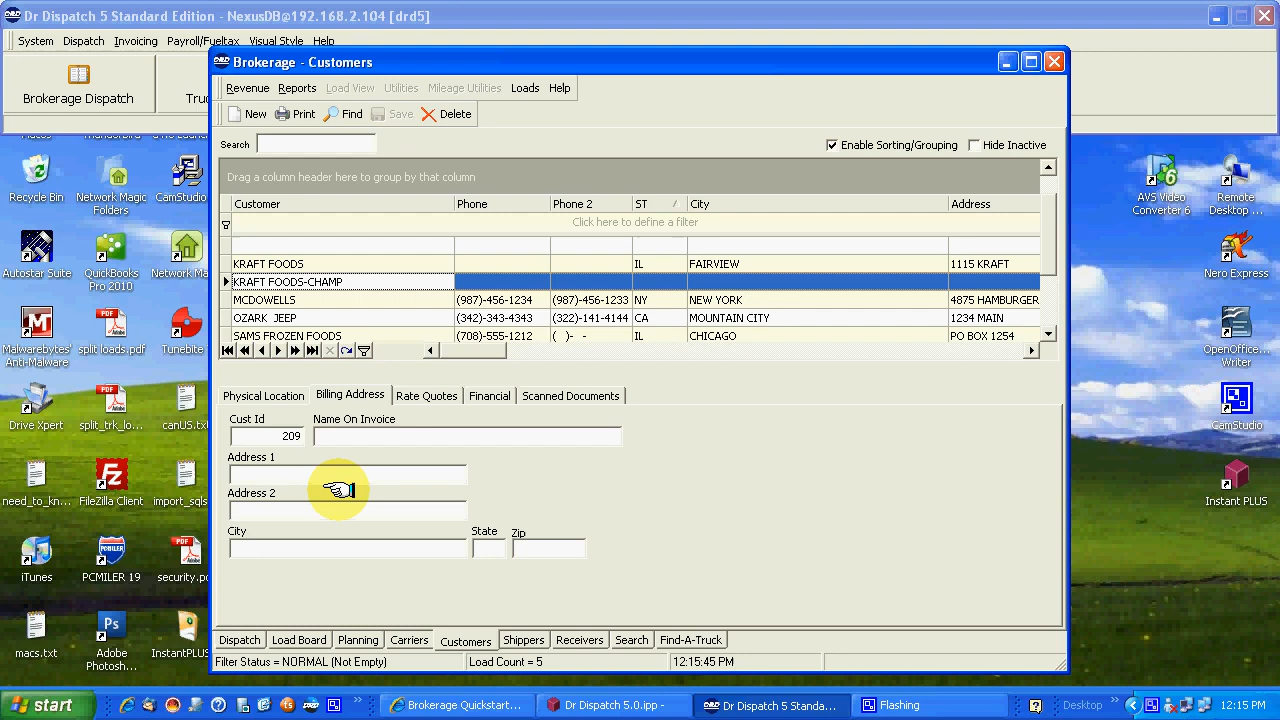 Dr Dispatch 5 Standard Edition - NexusDB@192.168.2.104 [drd5]
System Dispatch Invoicing Payroll/Fueltax Visual Style Help
Brokerage Dispatch
Brokerage - Customers
Revenue Reports Load View Utilities Mileage Utilities Loads Help
New Print Find Save Delete
Search Enable Sorting/Grouping Hide Inactive
Drag a column header here to group by that column
Customer Phone Phone 2 ST City Address
Click here to define a filter
KRAFT FOODS IL FAIRVIEW 1115 KRAFT
KRAFT FOODS-CHAMP
MCDOWELLS (987)-456-1234 (987)-456-1233 NY NEW YORK 4875 HAMBURGER
OZARK JEEP (342)-343-4343 (322)-141-4144 CA MOUNTAIN CITY 1234 MAIN
SAMS FROZEN FOODS (708)-555-1212 ( )- - IL CHICAGO PO BOX 1254
Physical Location Billing Address Rate Quotes Financial Scanned Documents
Cust Id Name On Invoice
209
Address 1
Address 2
City State Zip
Dispatch Load Board Planning Carriers Customers Shippers Receivers Search Find-A-Truck
Filter Status = NORMAL (Not Empty) Load Count = 5 12:15:45 PM
Recycle Bin
Network Magic
Folders
CamStudio
Autostar Suite
QuickBooks
Pro 2010
Network Ma
Malwarebytes'
Anti-Malware
split loads.pdf
Tunebite
Drive Xpert
split_trk_lo...
canUS.txt
need_to_kn...
FileZilla Client
import_sqls
iTunes
PCMILER 19
security.pd
macs.txt
Adobe
Photosh...
InstantPLUS
AVS Video
Converter 6
Remote
Desktop ...
Nero Express
OpenOffice....
Writer
CamStudio
Instant PLUS
start Brokerage Quickstart... Dr Dispatch 5.0.ipp - Dr Dispatch 5 Standa... Flashing Desktop 12:15 PM